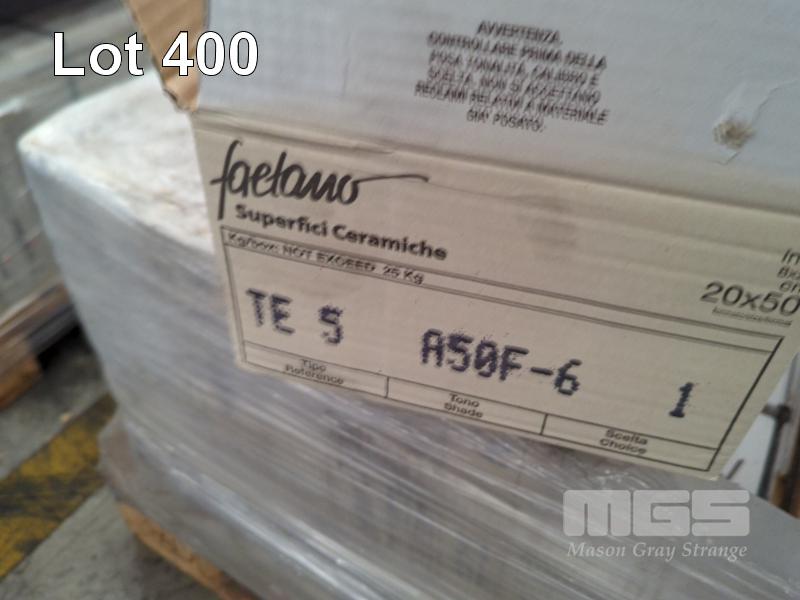 Lot 400
AVVERTENZA.
CONTROLLARE PRIMA DELLA
POSA TONALITÀ, CALIBRO E
SCELTA. NON SI ACCETTANO
RECLAMI RELATIVI A MATERIALE
GIA' POSATO.
faetano
Superfici Ceramiche
Kg/box: NOT EXCEED 25 Kg
20x50
TE 5 A50F-6 1
Tipo Reference
Tono Shade
Scelta Choice
MGS
Mason Gray Strange